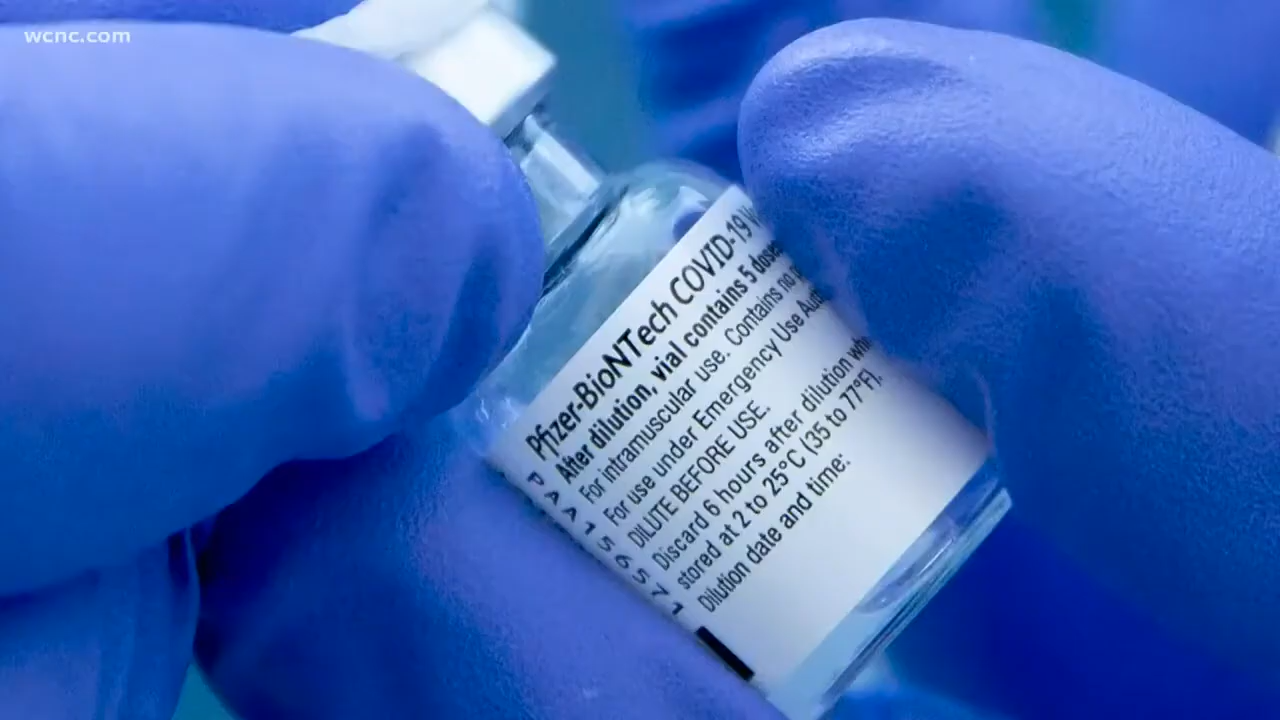 wcnc.com
Pfizer-BioNTech COVID-19
After dilution, vial contains 5
For intramuscular use. Contains no
For use under Emergency Use
DILUTE BEFORE USE.
Discard 6 hours after dilution
stored at 2 to 25°C (35 to 77°F).
Dilution date and time:
PAA156571